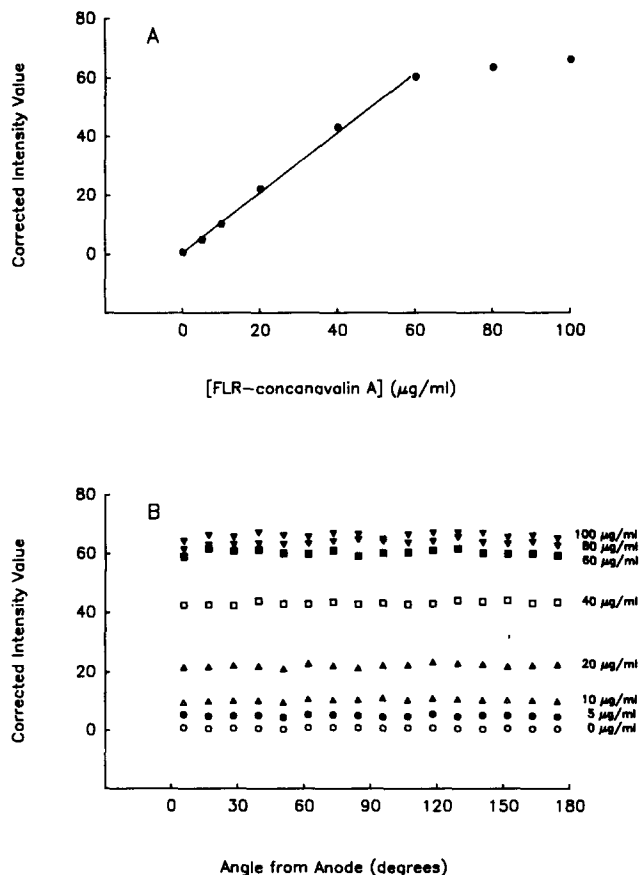 A
Corrected Intensity Value
80
60
40
20
0
0 20 40 60 80 100
[FLR-concanavalin A] (μg/ml)
B
Corrected Intensity Value
80
60
40
20
0
100 μg/ml
80 μg/ml
60 μg/ml
40 μg/ml
20 μg/ml
10 μg/ml
5 μg/ml
0 μg/ml
0 30 60 90 120 150 180
Angle from Anode (degrees)